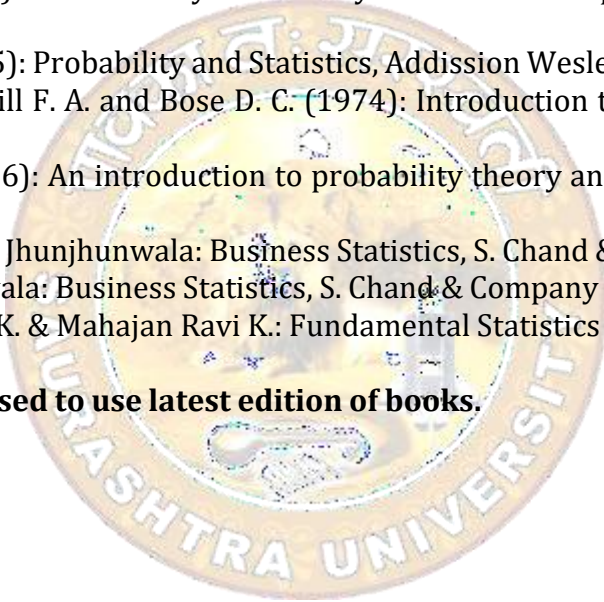 5): Probability and Statistics, Addission Wesle
ill F. A. and Bose D. C. (1974): Introduction t
6): An introduction to probability theory an
Jhunjhunwala: Business Statistics, S. Chand &
ala: Business Statistics, S. Chand & Company
K. & Mahajan Ravi K.: Fundamental Statistics
sed to use latest edition of books.
URASHTRA UNIVERSITY